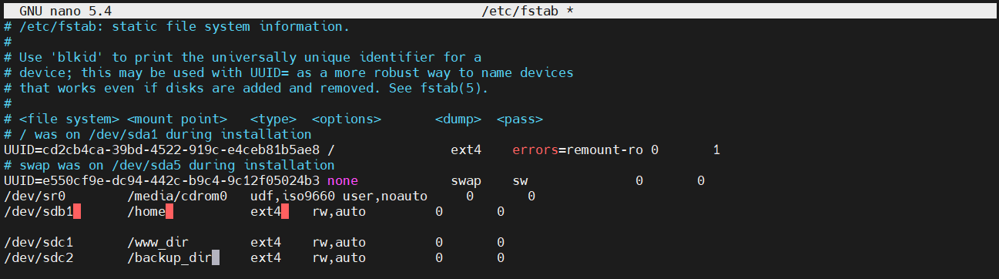 GNU nano 5.4 /etc/fstab *
# /etc/fstab: static file system information.
#
# Use 'blkid' to print the universally unique identifier for a
# device; this may be used with UUID= as a more robust way to name devices
# that works even if disks are added and removed. See fstab(5).
#
# <file system> <mount point>   <type>  <options>       <dump>  <pass>
# / was on /dev/sda1 during installation
UUID=cd2cb4ca-39bd-4522-919c-e4ceb81b5ae8 /               ext4    errors=remount-ro 0       1
# swap was on /dev/sda5 during installation
UUID=e550cf9e-dc94-442c-b9c4-9c12f05024b3 none            swap    sw              0       0
/dev/sr0        /media/cdrom0   udf,iso9660 user,noauto     0       0
/dev/sdb1       /home           ext4    rw,auto         0       0
/dev/sdc1       /www_dir        ext4    rw,auto         0       0
/dev/sdc2       /backup_dir     ext4    rw,auto         0       0